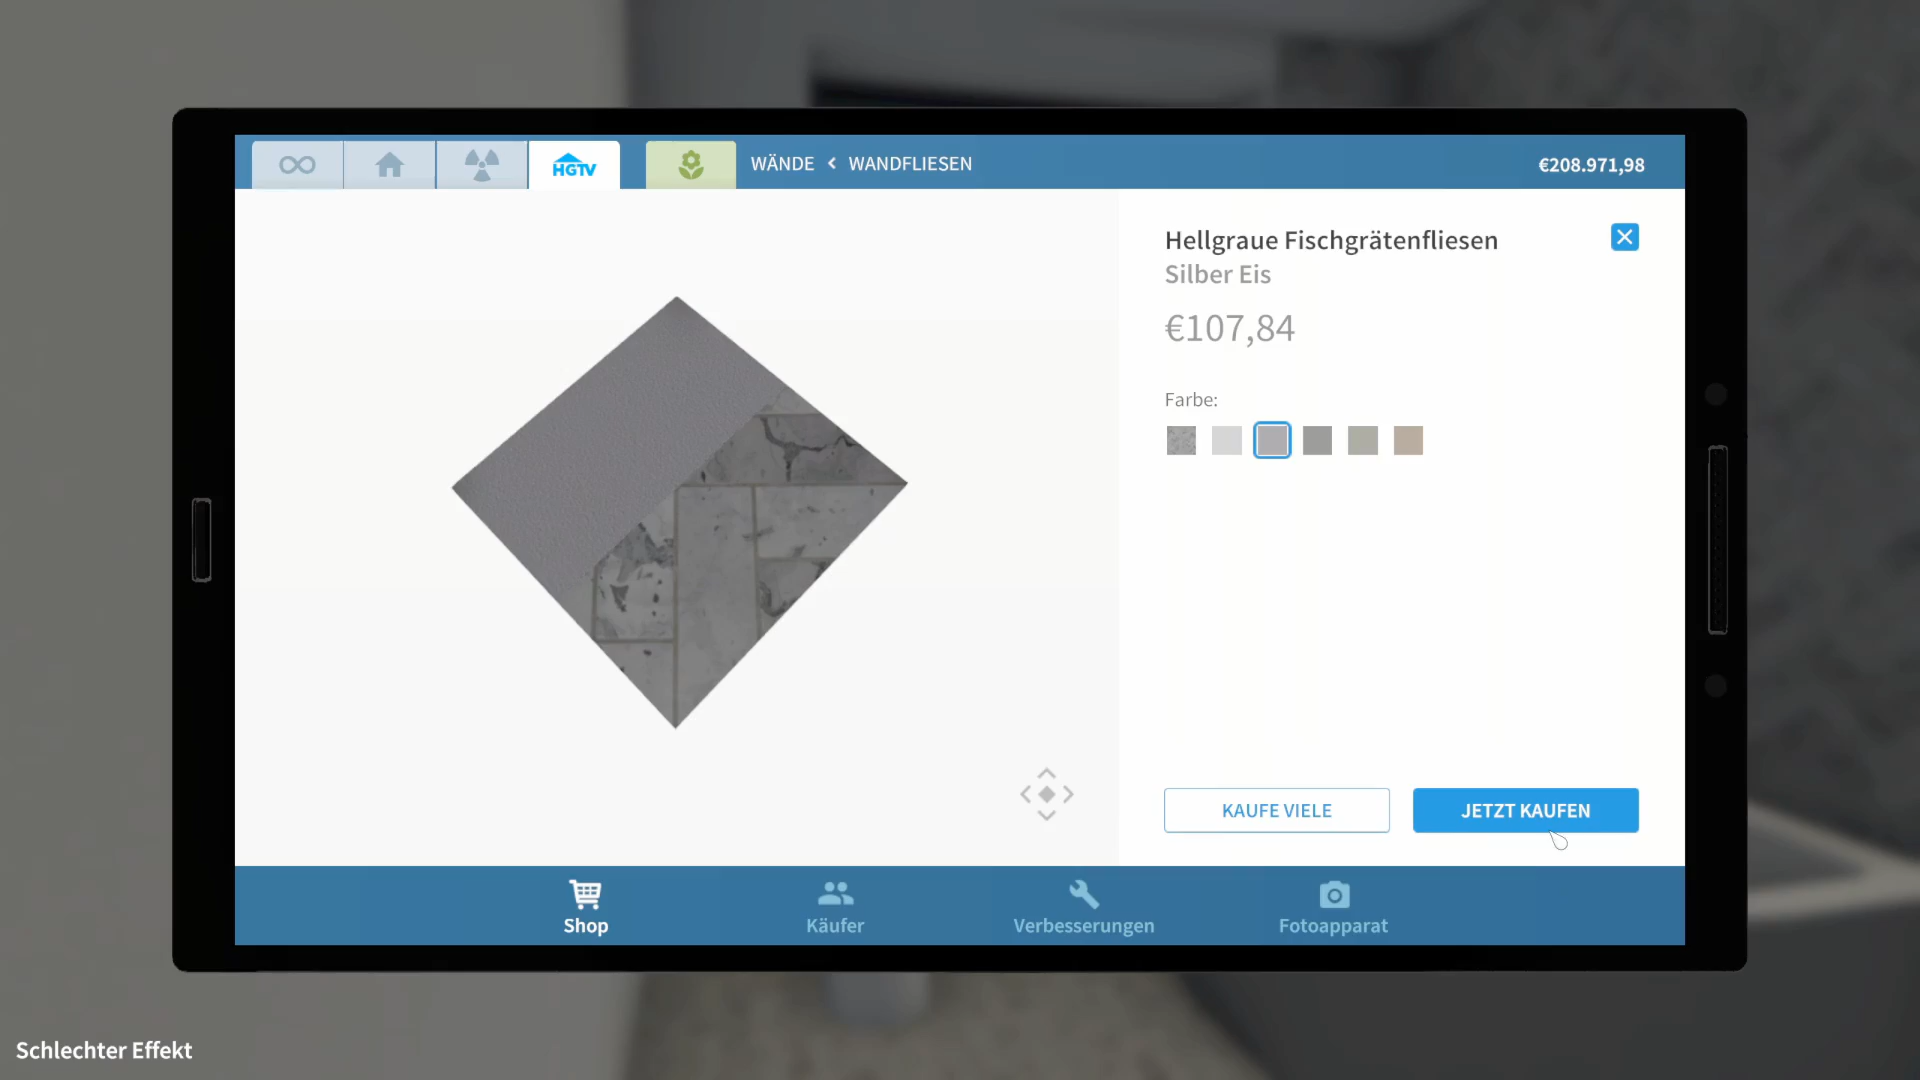 HGTV
WÄNDE < WANDFLIESEN
€208.971,98
Hellgraue Fischgrätenfliesen
Silber Eis
€107,84
Farbe:
KAUFE VIELE
JETZT KAUFEN
Shop
Käufer
Verbesserungen
Fotoapparat
Schlechter Effekt